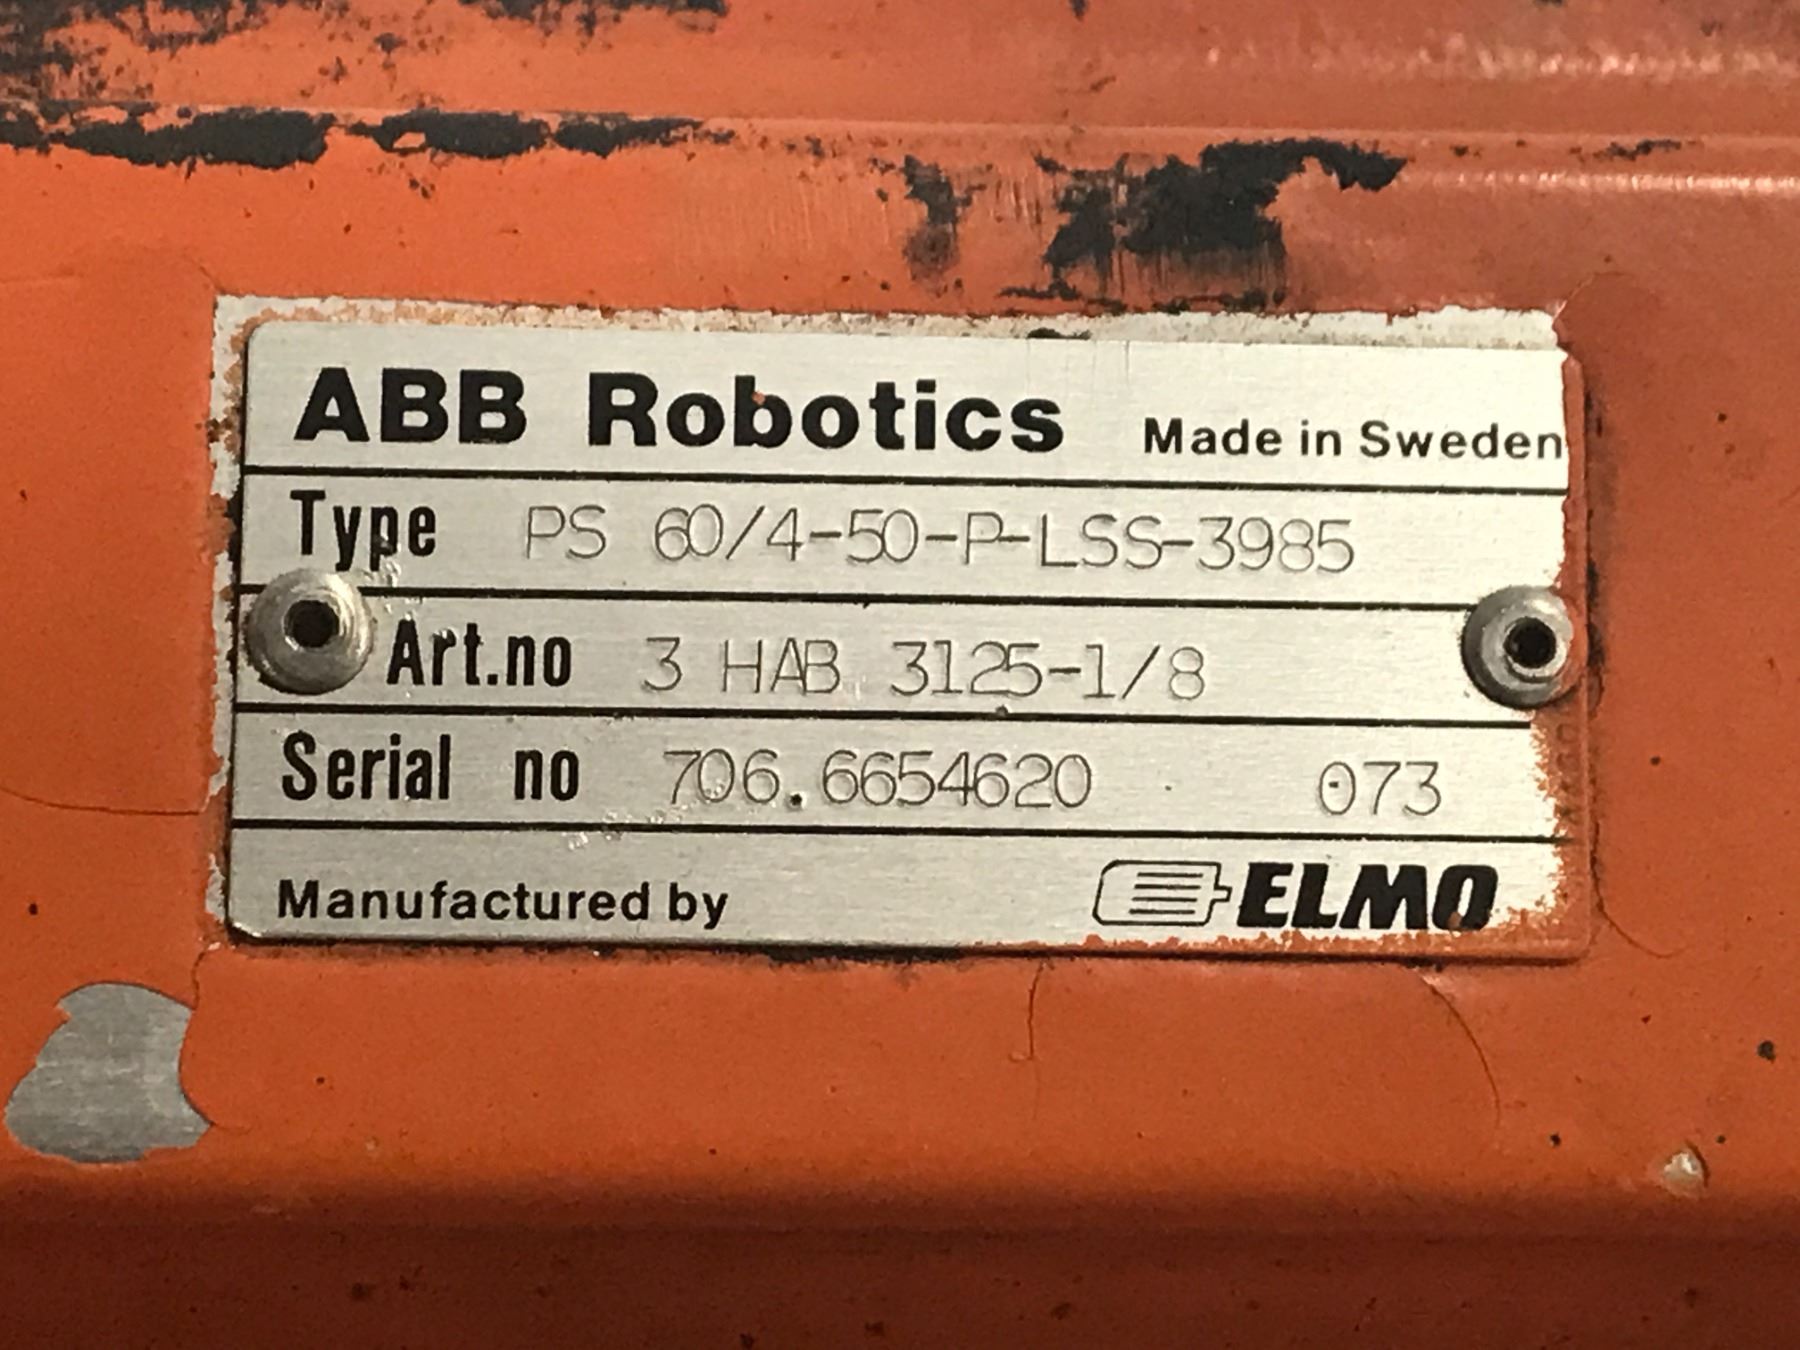 ABB Robotics Made in Sweden
Type PS 60/4-50-P-LSS-3985
Art.no 3 HAB 3125-1/8
Serial no 706.6654620 073
Manufactured by ELMO